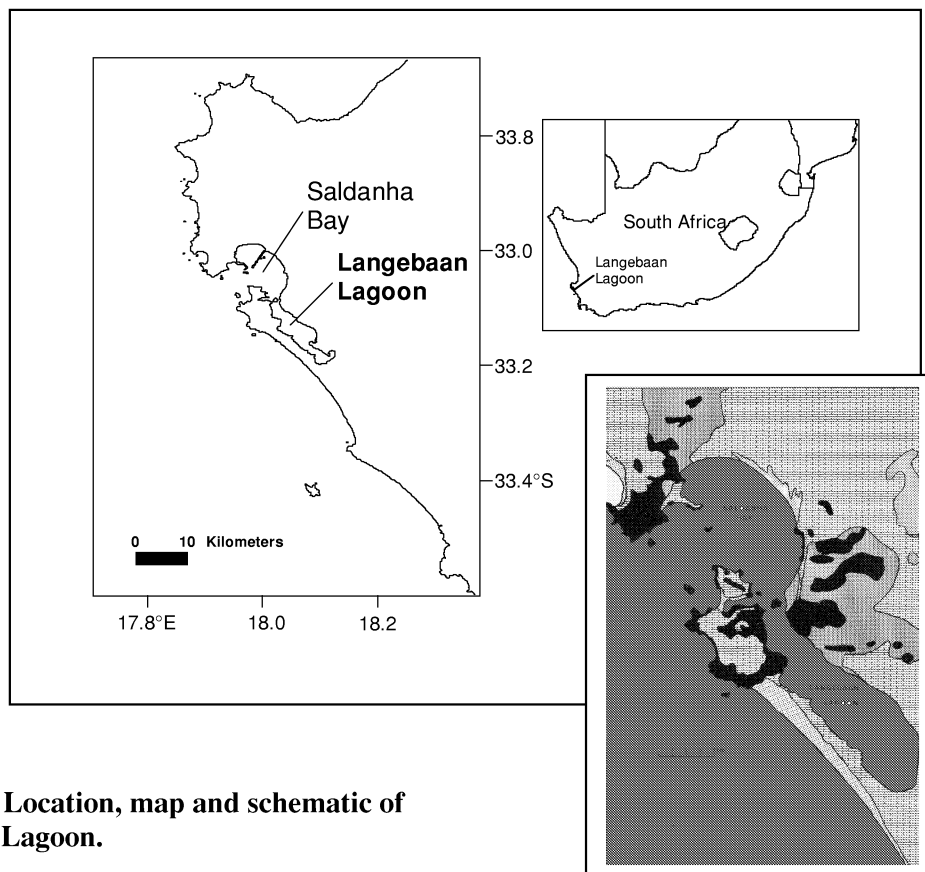 Saldanha
Bay
Langebaan
Lagoon
0 10 Kilometers
33.8
33.0
33.2
33.4°S
17.8°E
18.0
18.2
South Africa
Langebaan
Lagoon
Location, map and schematic of
Lagoon.